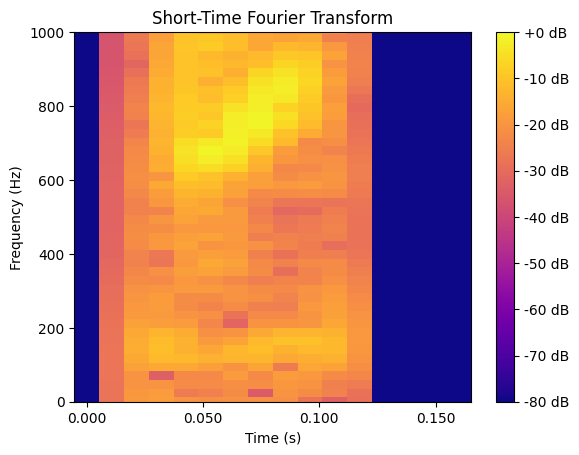 Short-Time Fourier Transform
1000
800
600
400
200
0
Frequency (Hz)
0.000
0.050
0.100
0.150
Time (s)
+0 dB
-10 dB
-20 dB
-30 dB
-40 dB
-50 dB
-60 dB
-70 dB
-80 dB